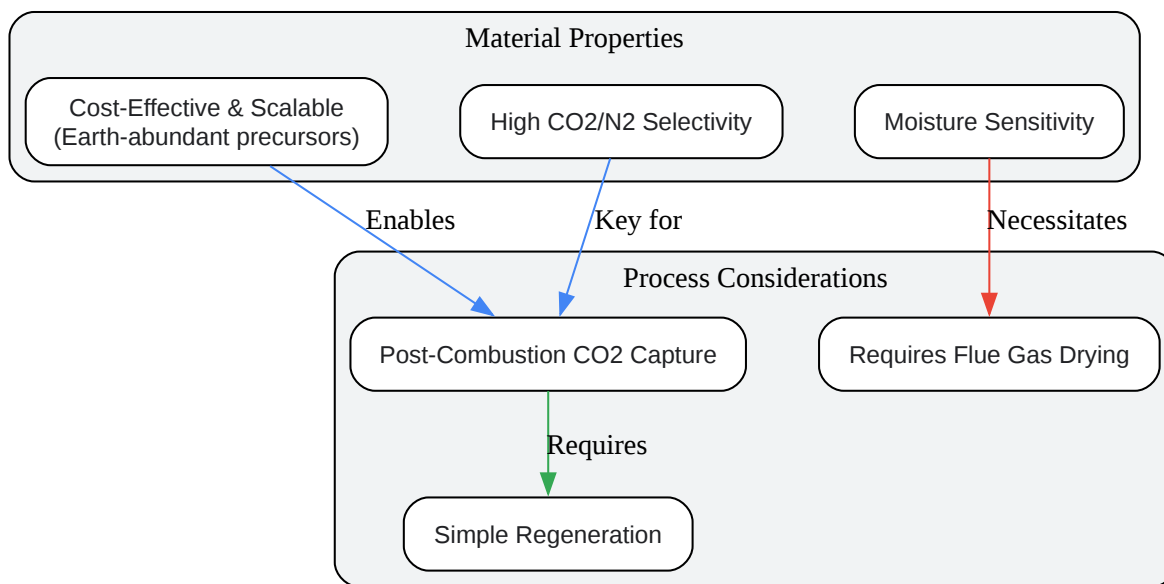 Material Properties
Cost-Effective & Scalable
(Earth-abundant precursors)
High CO2/N2 Selectivity
Moisture Sensitivity
Enables
Key for
Necessitates
Process Considerations
Post-Combustion CO2 Capture
Requires Flue Gas Drying
Requires
Simple Regeneration